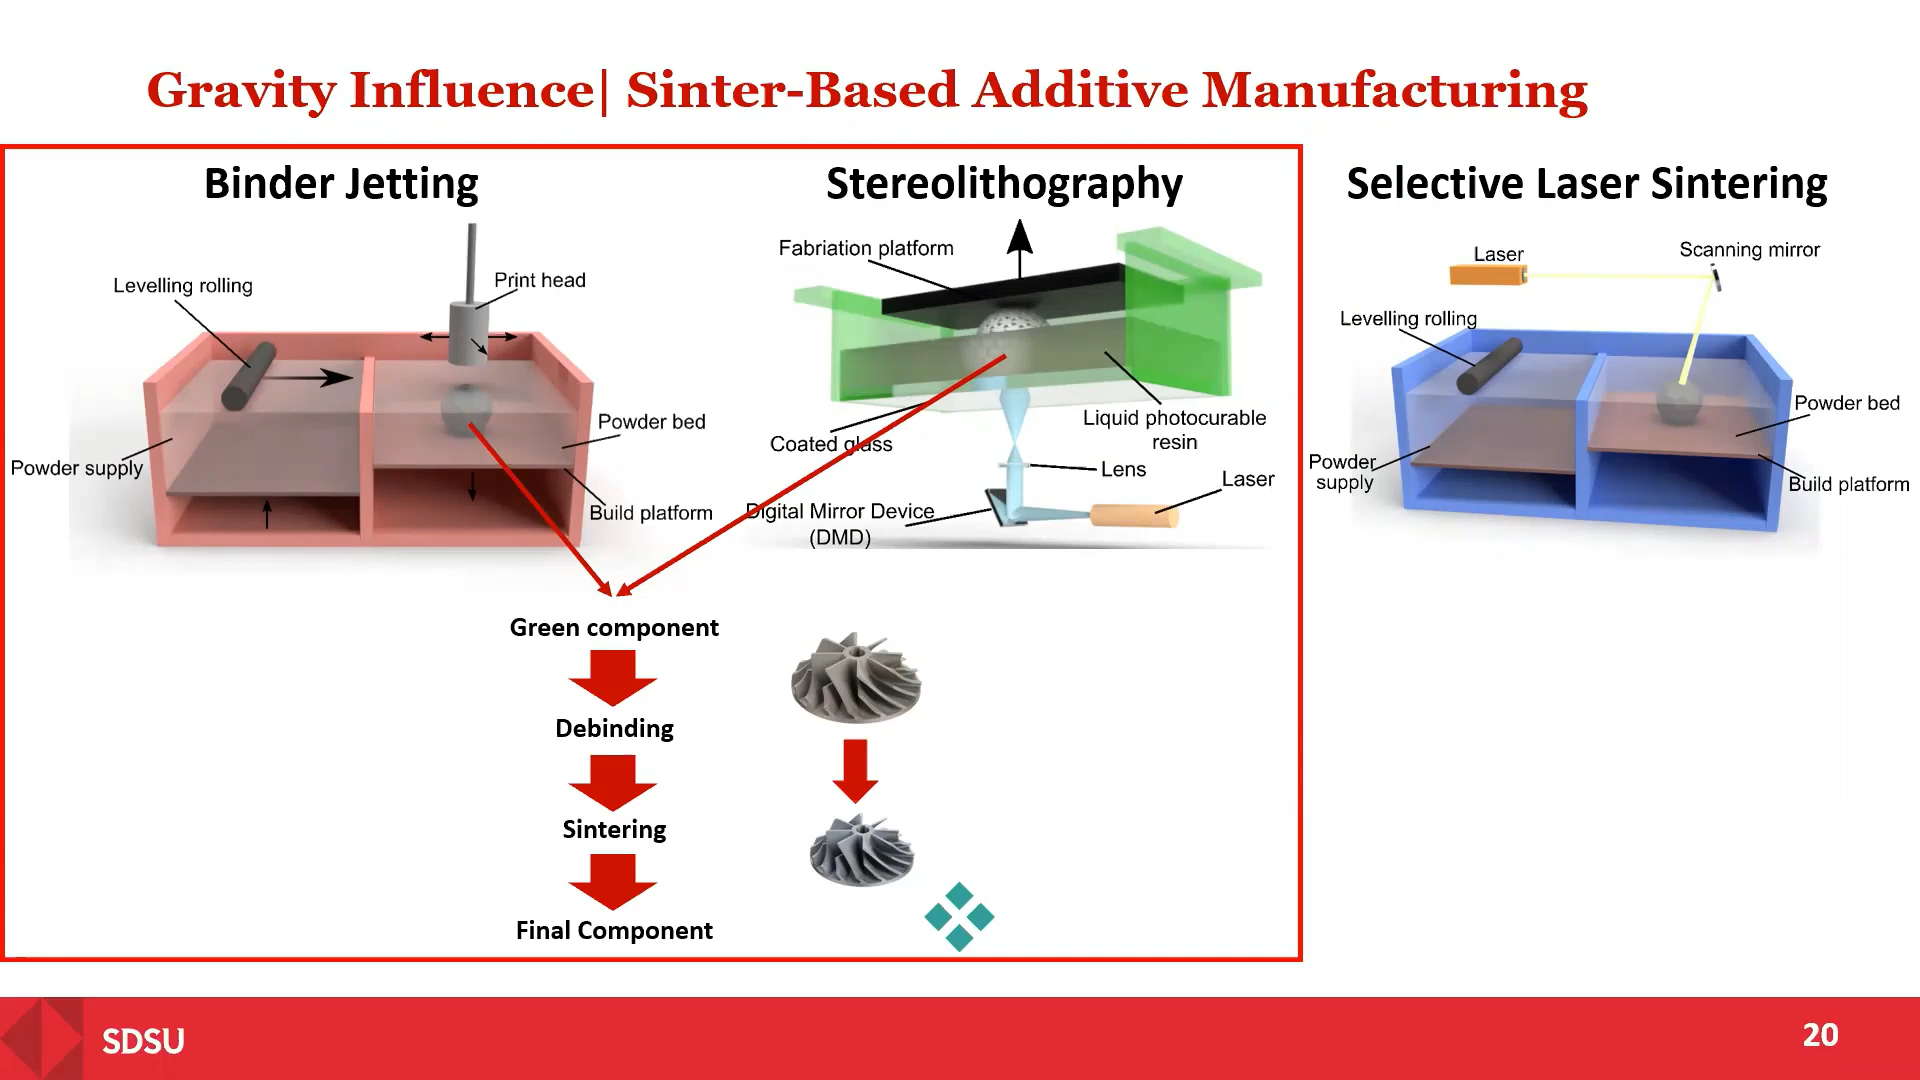 Gravity Influence| Sinter-Based Additive Manufacturing
Binder Jetting
Levelling rolling
Print head
Powder bed
Powder supply
Build platform
Stereolithography
Fabriation platform
Coated glass
Liquid photocurable
resin
Lens
Laser
Digital Mirror Device
(DMD)
Selective Laser Sintering
Laser
Scanning mirror
Levelling rolling
Powder bed
Powder
supply
Build platform
Green component
Debinding
Sintering
Final Component
SDSU
20